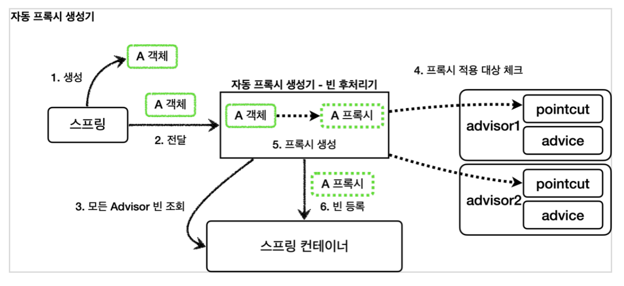 자동 프록시 생성기
A 객체
1. 생성
자동 프록시 생성기 - 빈 후처리기
4. 프록시 적용 대상 체크
A 객체
스프링
2. 전달
A 객체
A 프록시
5. 프록시 생성
advisor1
pointcut
advice
3. 모든 Advisor 빈 조회
A 프록시
6. 빈 등록
advisor2
pointcut
advice
스프링 컨테이너